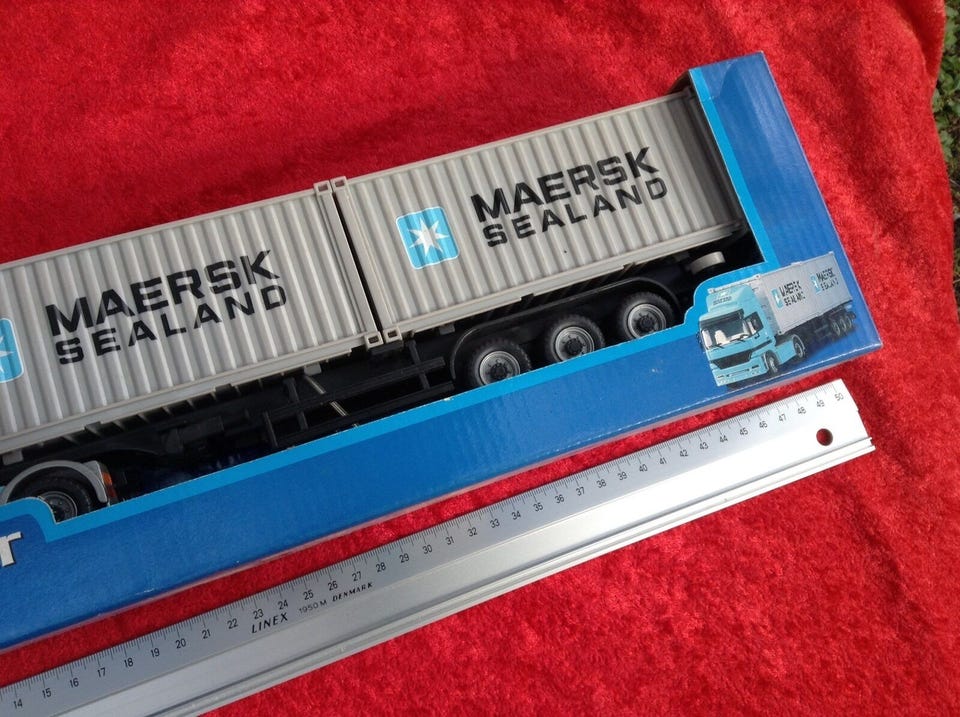 MAERSK
SEALAND
MAERSK
SEALAND
MAERSK
SEALAND
MAERSK
SEALAND
r
14 15 16 17 18 19 20 21 22 23 24 25 26 27 28 29 30 31 32 33 34 35 36 37 38 39 40 41 42 43 44 45 46 47 48 49 50
LINEX 1950 M DENMARK